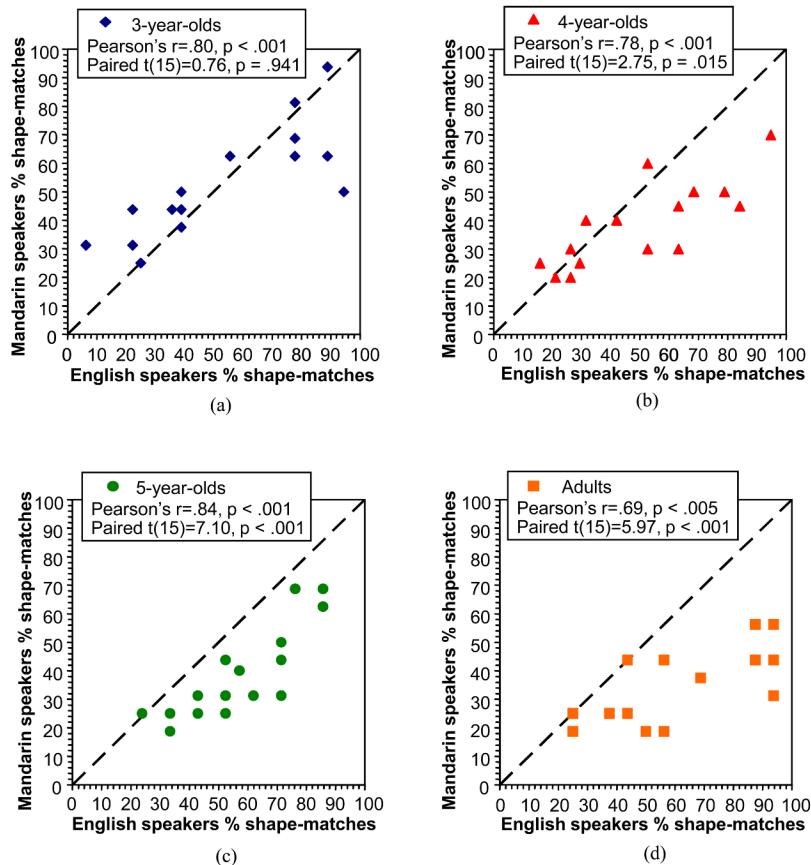 3-year-olds
Pearson's r=.80, p < .001
Paired t(15)=0.76, p = .941
100
90
80
70
60
50
40
30
20
10
0
Mandarin speakers % shape-matches
0 10 20 30 40 50 60 70 80 90 100
English speakers % shape-matches
(a)
4-year-olds
Pearson's r=.78, p < .001
Paired t(15)=2.75, p = .015
100
90
80
70
60
50
40
30
20
10
0
Mandarin speakers % shape-matches
0 10 20 30 40 50 60 70 80 90 100
English speakers % shape-matches
(b)
5-year-olds
Pearson's r=.84, p < .001
Paired t(15)=7.10, p < .001
100
90
80
70
60
50
40
30
20
10
0
Mandarin speakers % shape-matches
0 10 20 30 40 50 60 70 80 90 100
English speakers % shape-matches
(c)
Adults
Pearson's r=.69, p < .005
Paired t(15)=5.97, p < .001
100
90
80
70
60
50
40
30
20
10
0
Mandarin speakers % shape-matches
0 10 20 30 40 50 60 70 80 90 100
English speakers % shape-matches
(d)